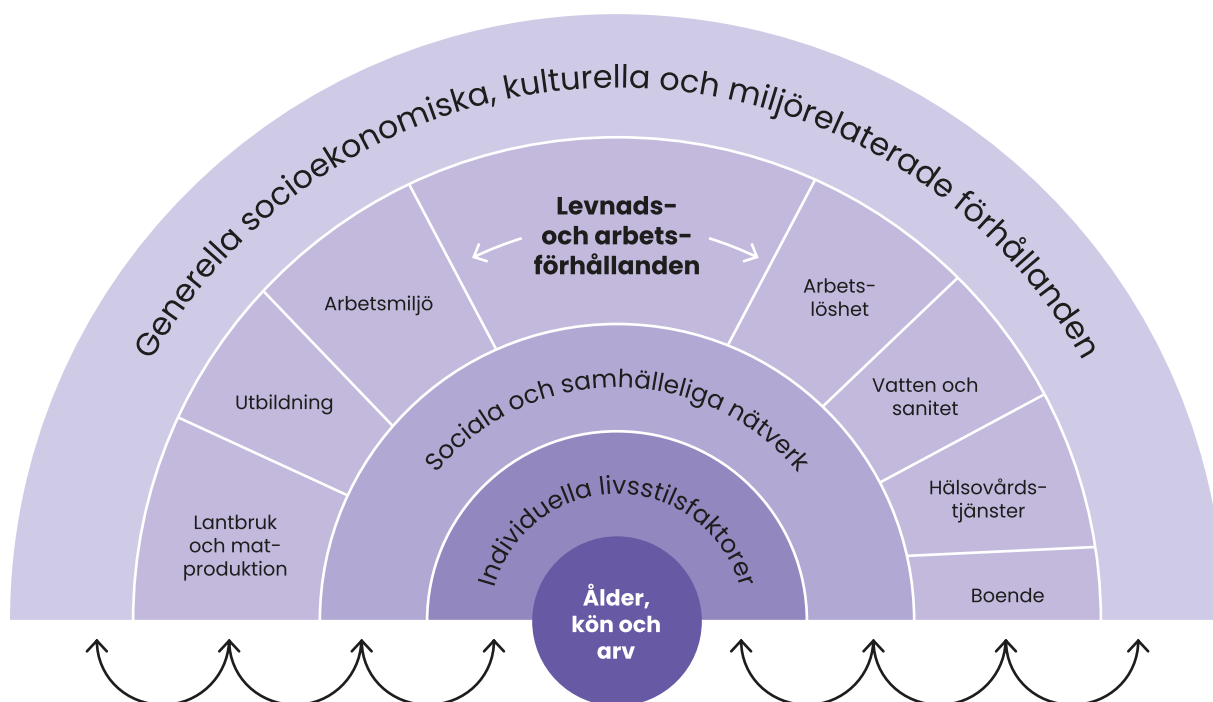 Generella socioekonomiska, kulturella och miljörelaterade förhållanden
Levnads-
och arbets-
förhållanden
Arbetsmiljö
Arbets-
löshet
Utbildning
Vatten och
sanitet
Lantbruk
och mat-
produktion
Hälsovårds-
tjänster
Boende
Sociala och samhälleliga nätverk
Individuella livsstilsfaktorer
Ålder,
kön och
arv